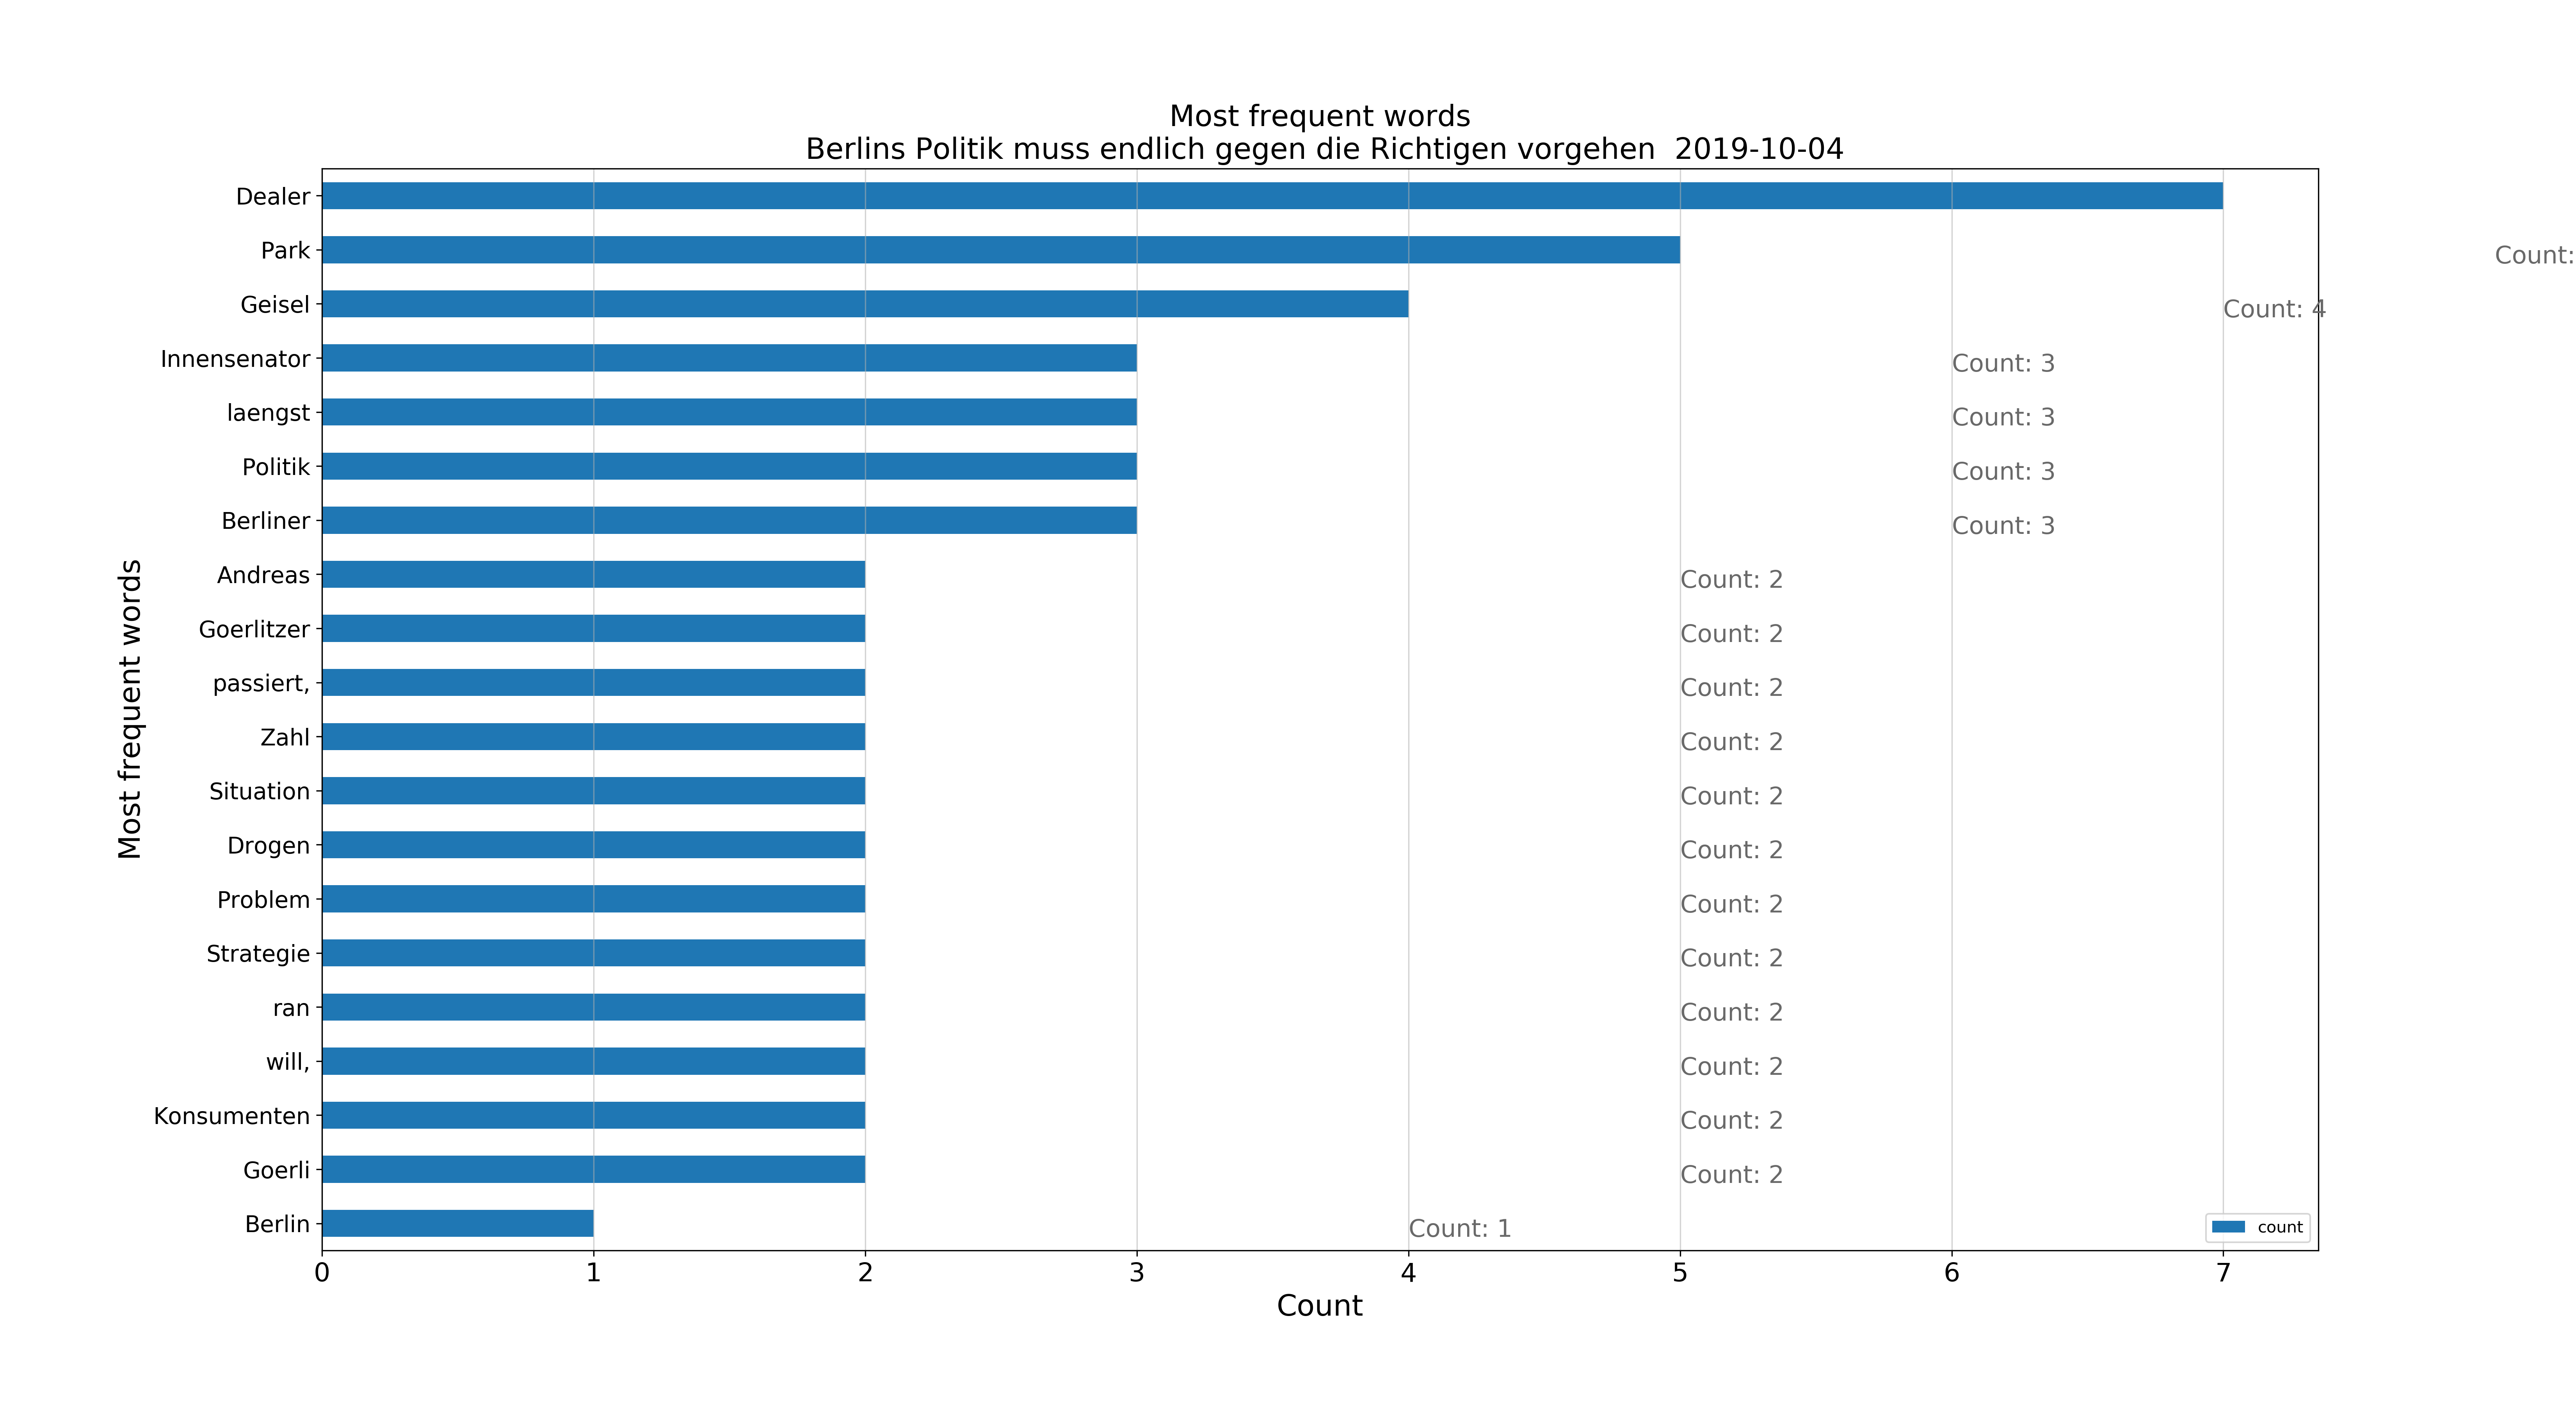 Most frequent words
Berlins Politik muss endlich gegen die Richtigen vorgehen  2019-10-04
Most frequent words
Dealer
Park Count:
Geisel Count: 4
Innensenator Count: 3
laengst Count: 3
Politik Count: 3
Berliner Count: 3
Andreas Count: 2
Goerlitzer Count: 2
passiert, Count: 2
Zahl Count: 2
Situation Count: 2
Drogen Count: 2
Problem Count: 2
Strategie Count: 2
ran Count: 2
will, Count: 2
Konsumenten Count: 2
Goerli Count: 2
Berlin Count: 1
count
0 1 2 3 4 5 6 7
Count